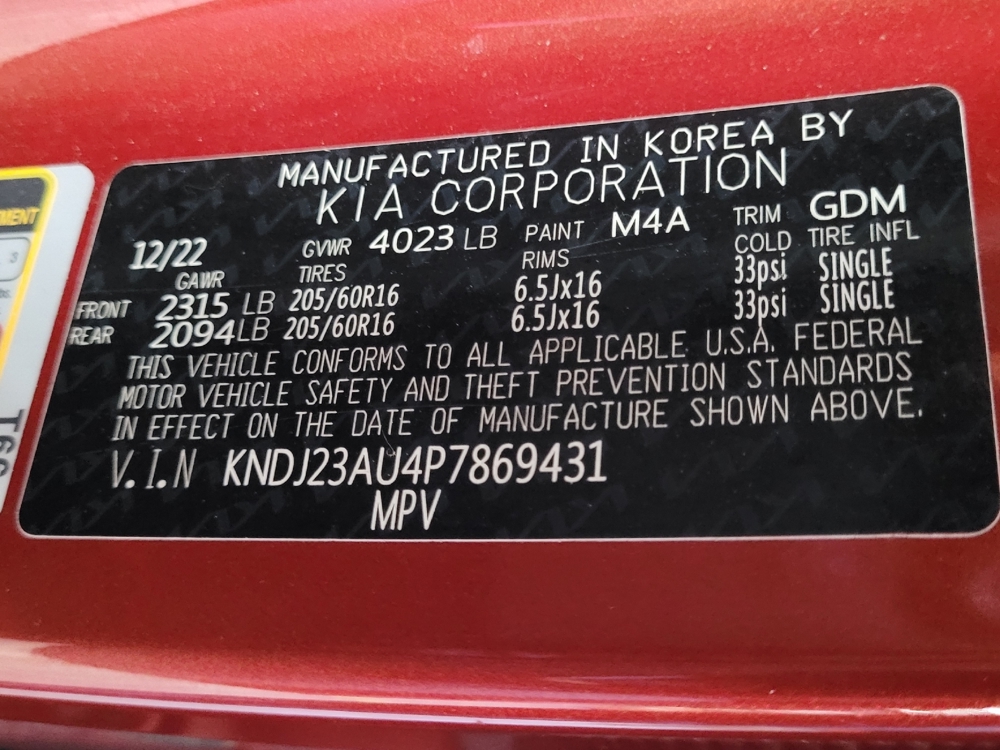 MANUFACTURED IN KOREA BY
KIA CORPORATION
12/22 GVWR 4023 LB PAINT M4A TRIM GDM
GAWR TIRES RIMS COLD TIRE INFL
FRONT 2315 LB 205/60R16 6.5Jx16 33psi SINGLE
REAR 2094LB 205/60R16 6.5Jx16 33psi SINGLE
THIS VEHICLE CONFORMS TO ALL APPLICABLE U.S.A. FEDERAL
MOTOR VEHICLE SAFETY AND THEFT PREVENTION STANDARDS
IN EFFECT ON THE DATE OF MANUFACTURE SHOWN ABOVE.
V.I.N KNDJ23AU4P7869431
MPV
3